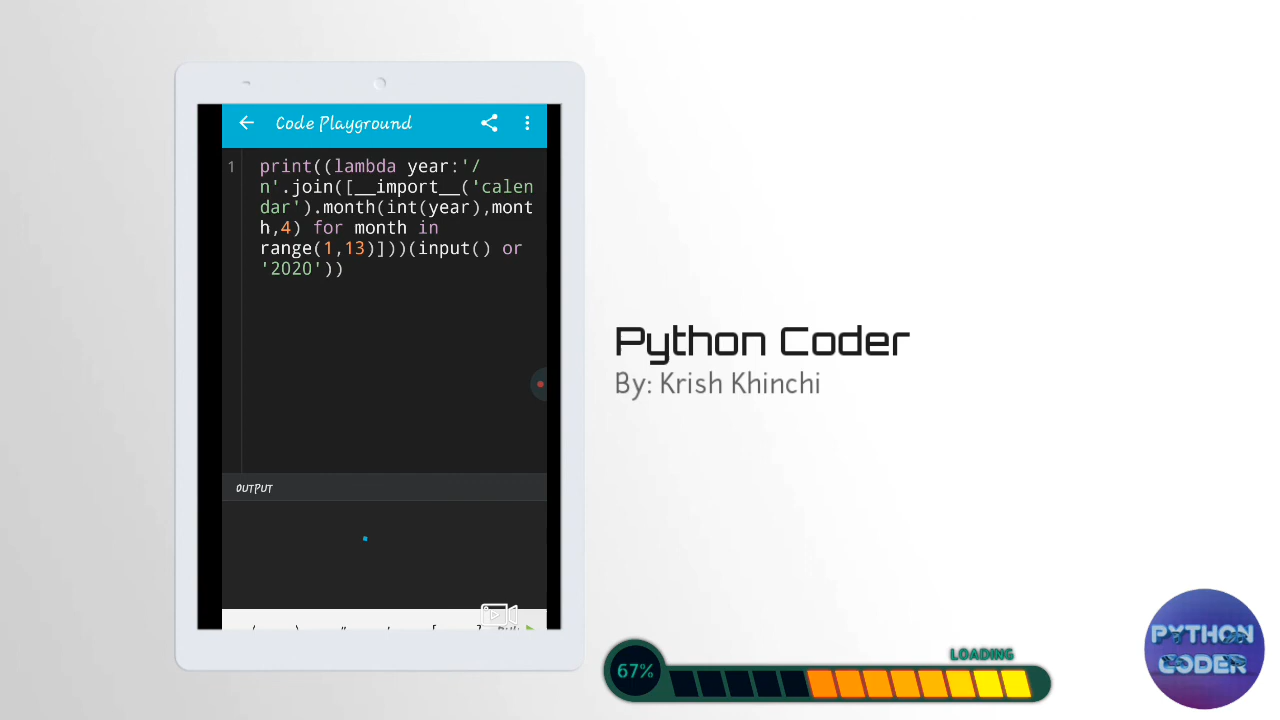 Code Playground
1 print((lambda year:'/
n'.join([__import__('calen
dar').month(int(year),mont
h,4) for month in
range(1,13)]))(input() or
'2020'))
OUTPUT
Python Coder
By: Krish Khinchi
LOADING
67%
PYTHON
CODER